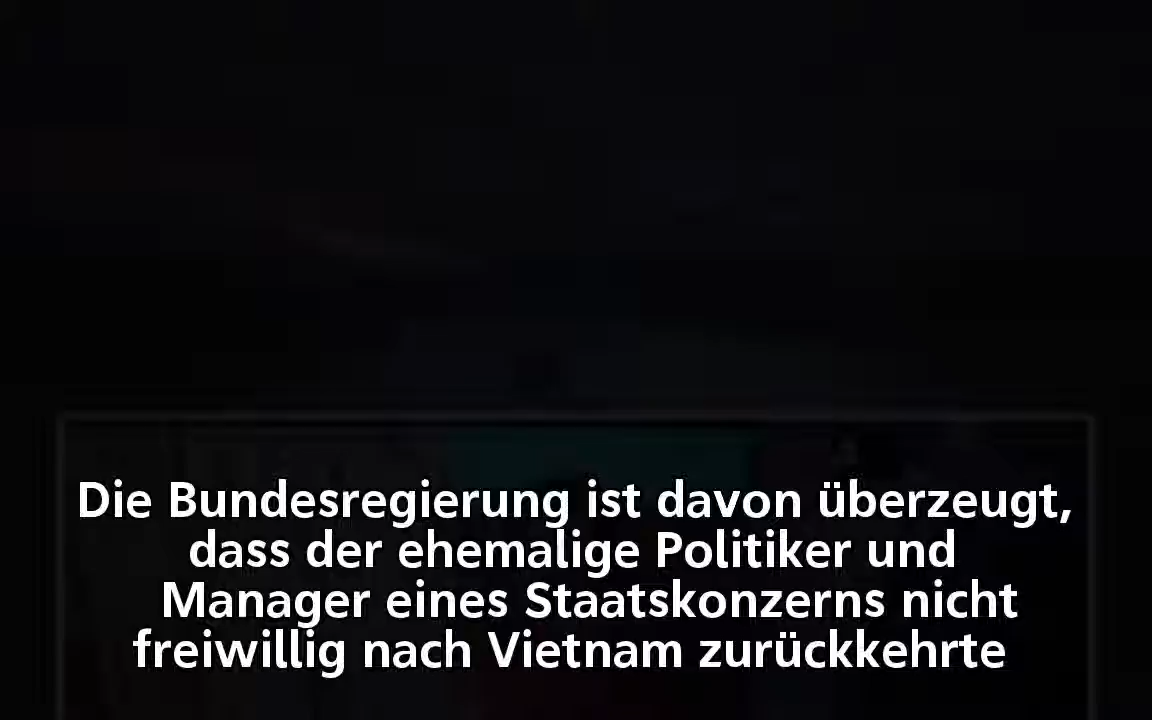 Die Bundesregierung ist davon überzeugt,
dass der ehemalige Politiker und
Manager eines Staatskonzerns nicht
freiwillig nach Vietnam zurückkehrte